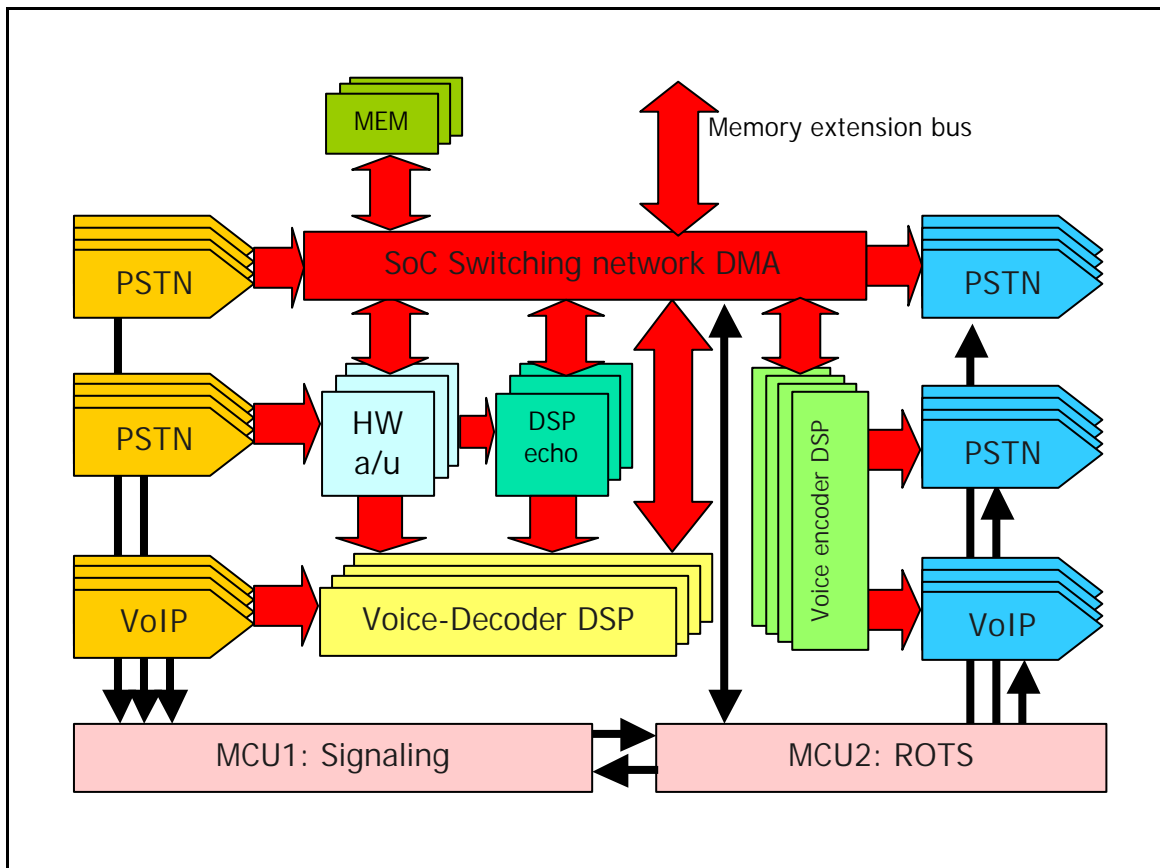 MEM
Memory extension bus
PSTN
SoC Switching network DMA
PSTN
PSTN
HW
a/u
DSP
echo
Voice encoder DSP
PSTN
VoIP
Voice-Decoder DSP
VoIP
MCU1: Signaling
MCU2: ROTS